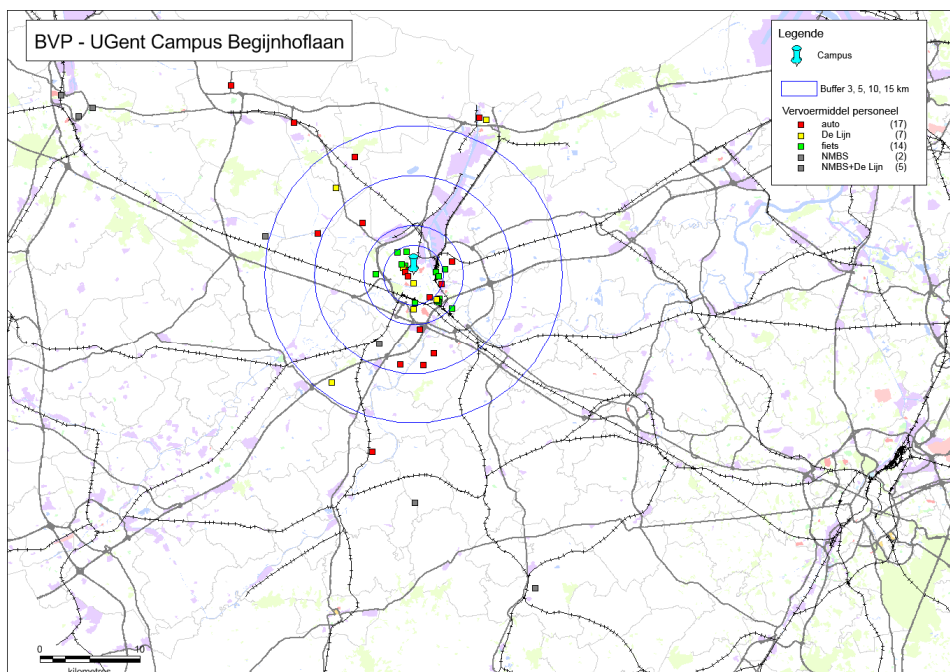 BVP - UGent Campus Begijnhoflaan
Legende
Campus
Buffer 3, 5, 10, 15 km
Vervoermiddel personeel
auto (17)
De Lijn (7)
fiets (14)
NMBS (2)
NMBS+De Lijn (5)
0 10
kilometres